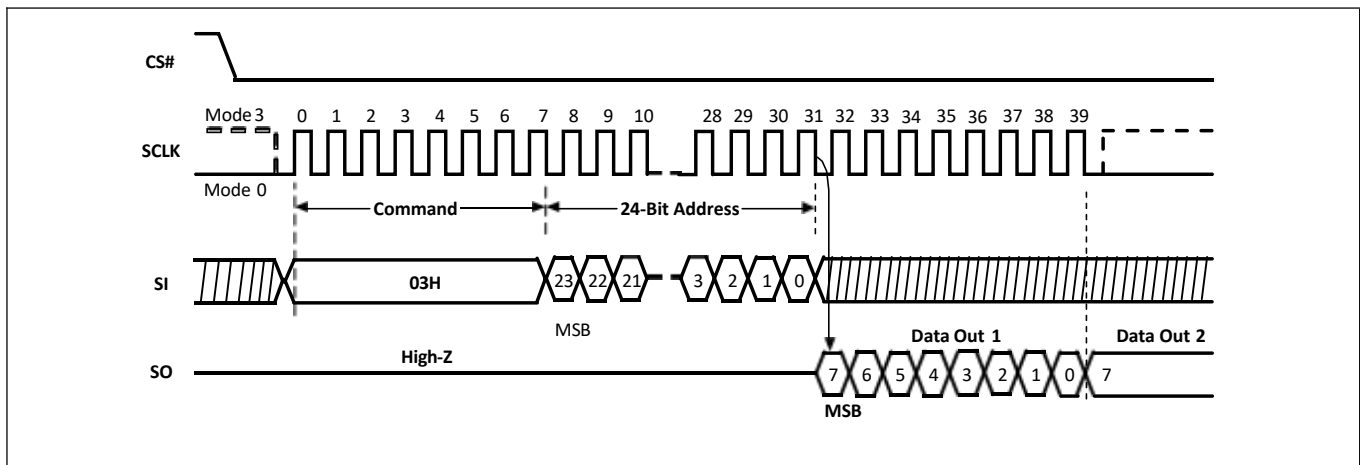 CS#
Mode 3 0 1 2 3 4 5 6 7 8 9 10 28 29 30 31 32 33 34 35 36 37 38 39
SCLK
Mode 0
Command 24-Bit Address
SI 03H 23 22 21 3 2 1 0
MSB
High-Z Data Out 1 Data Out 2
SO 7 6 5 4 3 2 1 0 7
MSB